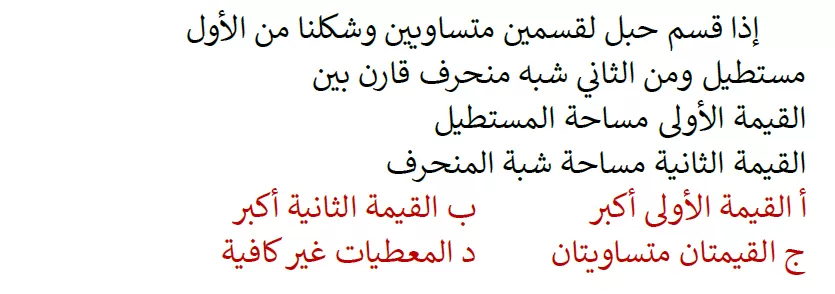 إذا قسم حبل لقسمين متساويين وشكلنا من الأول
مستطيل ومن الثاني شبه منحرف قارن بين
القيمة الأولى مساحة المستطيل
القيمة الثانية مساحة شبة المنحرف
أ القيمة الأولى أكبر ب القيمة الثانية أكبر
ج القيمتان متساويتان د المعطيات غير كافية